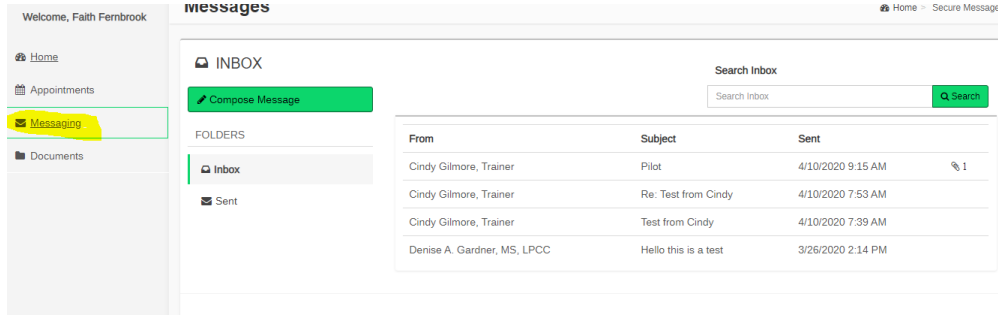 Welcome, Faith Fernbrook
Home
Appointments
Messaging
Documents
Messages
Home > Secure Message
INBOX
Compose Message
FOLDERS
Inbox
Sent
Search Inbox
Search Inbox
Search
From Subject Sent
Cindy Gilmore, Trainer Pilot 4/10/2020 9:15 AM 1
Cindy Gilmore, Trainer Re: Test from Cindy 4/10/2020 7:53 AM
Cindy Gilmore, Trainer Test from Cindy 4/10/2020 7:39 AM
Denise A. Gardner, MS, LPCC Hello this is a test 3/26/2020 2:14 PM